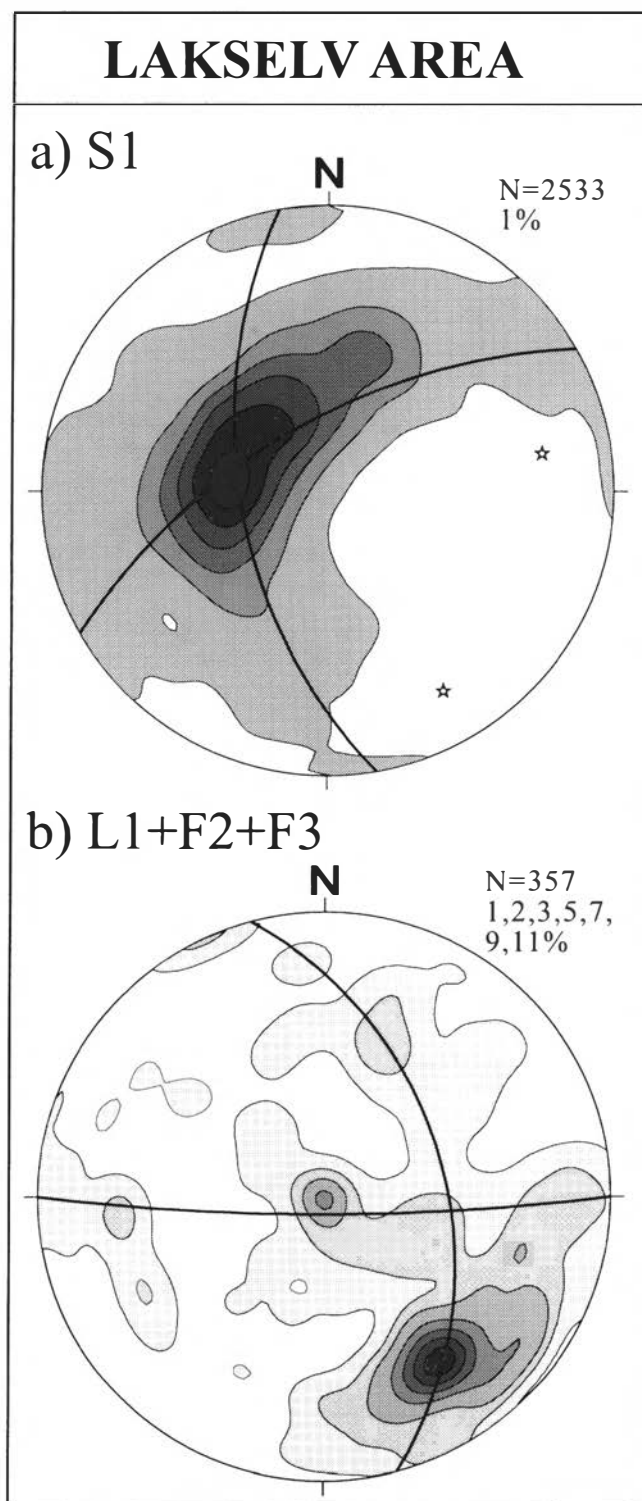 LAKSELV AREA
a) S1
N
N=2533
1%
b) L1+F2+F3
N
N=357
1,2,3,5,7,
9,11%